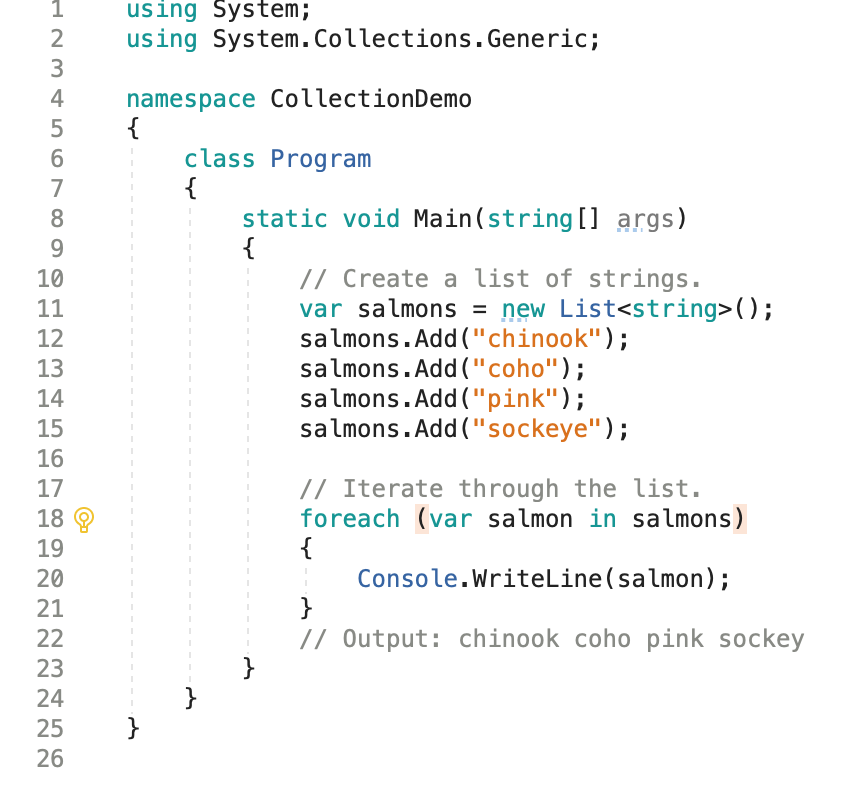 1 using System;
2 using System.Collections.Generic;
3
4 namespace CollectionDemo
5 {
6 class Program
7 {
8 static void Main(string[] args)
9 {
10 // Create a list of strings.
11 var salmons = new List<string>();
12 salmons.Add("chinook");
13 salmons.Add("coho");
14 salmons.Add("pink");
15 salmons.Add("sockeye");
16
17 // Iterate through the list.
18 foreach (var salmon in salmons)
19 {
20 Console.WriteLine(salmon);
21 }
22 // Output: chinook coho pink sockey
23 }
24 }
25 }
26